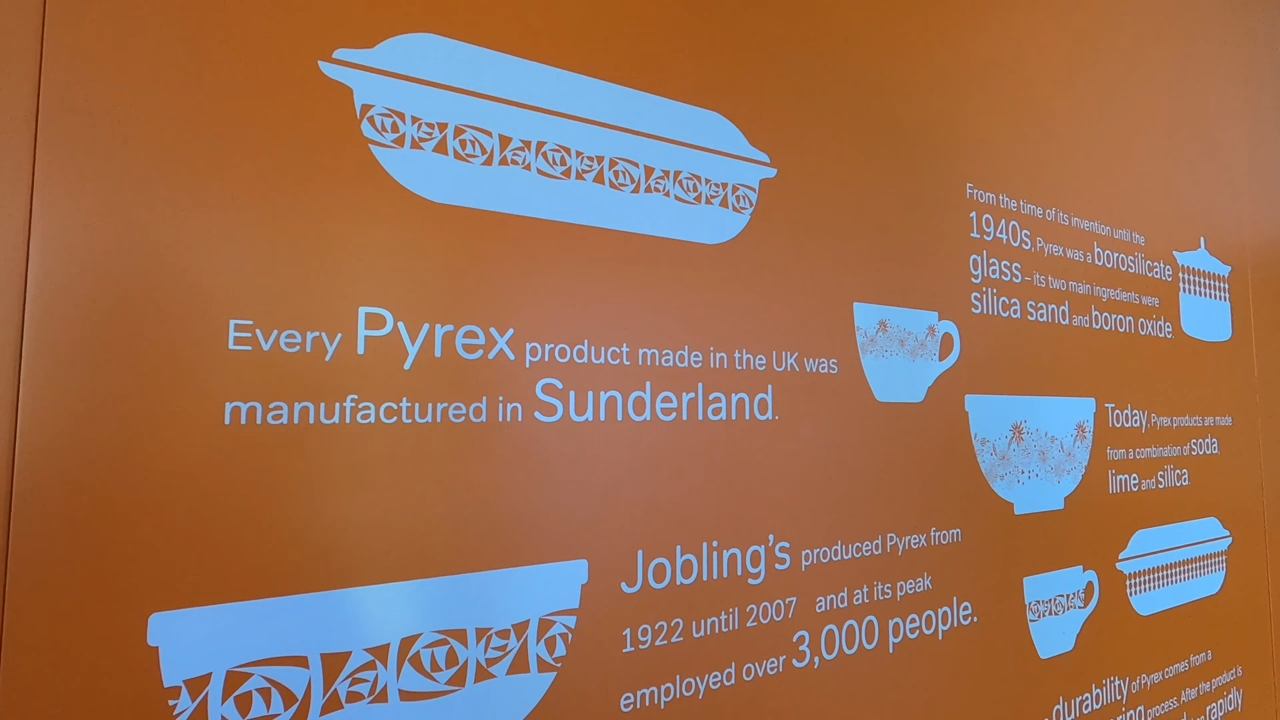 Every Pyrex product made in the UK was
manufactured in Sunderland.
From the time of its invention until the
1940s, Pyrex was a borosilicate
glass – its two main ingredients were
silica sand and boron oxide.
Today, Pyrex products are made
from a combination of soda,
lime and silica.
Jobling's produced Pyrex from
1922 until 2007 and at its peak
employed over 3,000 people.
durability of Pyrex comes from a
process. After the product is
rapidly